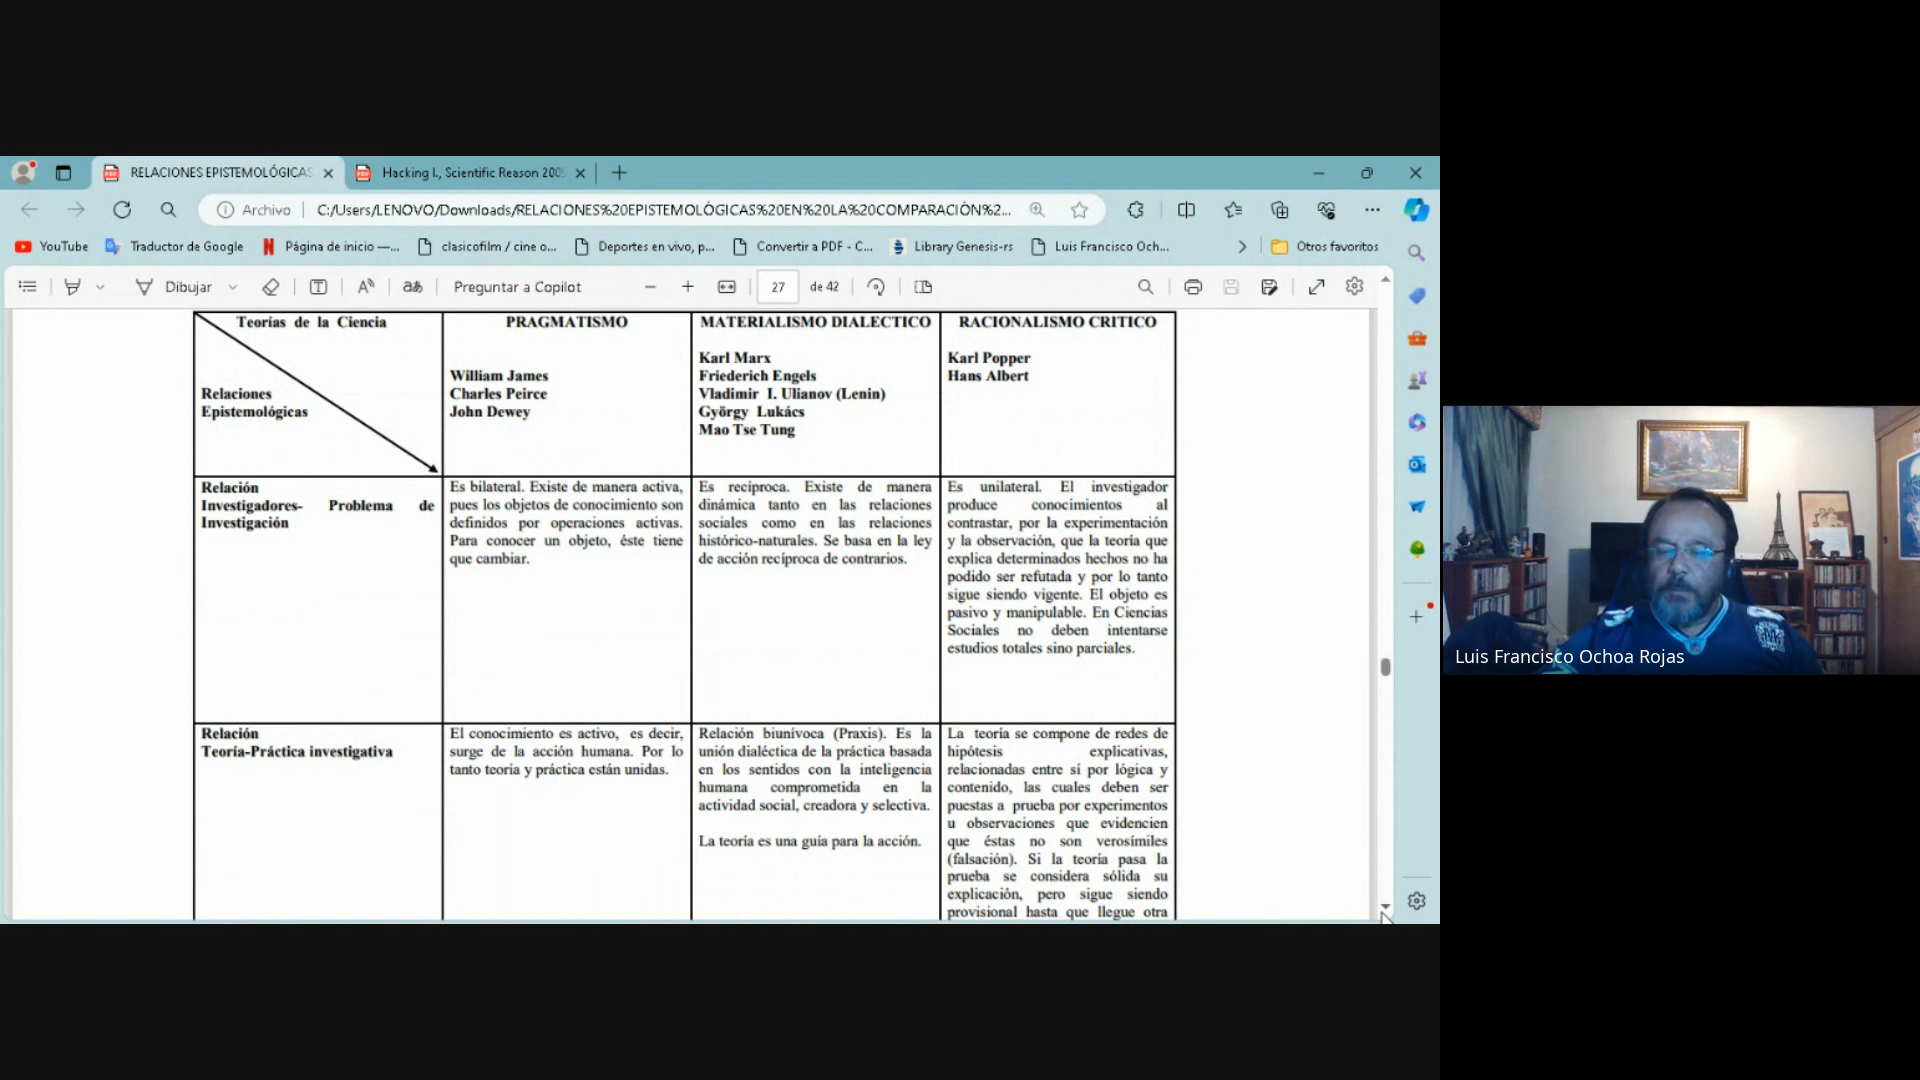 RELACIONES EPISTEMOLÓGICAS
Hacking I., Scientific Reason 200
Archivo
C:/Users/LENOVO/Downloads/RELACIONES%20EPISTEMOLÓGICAS%20EN%20LA%20COMPARACIÓN%2...
YouTube
Traductor de Google
Página de inicio —...
clasicofilm / cine o...
Deportes en vivo, p...
Convertir a PDF - C...
Library Genesis-rs
Luis Francisco Och...
Otros favoritos
Dibujar
aあ
Preguntar a Copilot
27
de 42
Teorías de la Ciencia
Relaciones
Epistemológicas
PRAGMATISMO
William James
Charles Peirce
John Dewey
MATERIALISMO DIALECTICO
Karl Marx
Friederich Engels
Vladimir I. Ulianov (Lenin)
György Lukács
Mao Tse Tung
RACIONALISMO CRITICO
Karl Popper
Hans Albert
Relación
Investigadores- Problema de
Investigación
Es bilateral. Existe de manera activa,
pues los objetos de conocimiento son
definidos por operaciones activas.
Para conocer un objeto, éste tiene
que cambiar.
Es recíproca. Existe de manera
dinámica tanto en las relaciones
sociales como en las relaciones
histórico-naturales. Se basa en la ley
de acción recíproca de contrarios.
Es unilateral. El investigador
produce conocimientos al
contrastar, por la experimentación
y la observación, que la teoría que
explica determinados hechos no ha
podido ser refutada y por lo tanto
sigue siendo vigente. El objeto es
pasivo y manipulable. En Ciencias
Sociales no deben intentarse
estudios totales sino parciales.
Relación
Teoría-Práctica investigativa
El conocimiento es activo, es decir,
surge de la acción humana. Por lo
tanto teoría y práctica están unidas.
Relación biunívoca (Praxis). Es la
unión dialéctica de la práctica basada
en los sentidos con la inteligencia
humana comprometida en la
actividad social, creadora y selectiva.
La teoría es una guía para la acción.
La teoría se compone de redes de
hipótesis explicativas,
relacionadas entre sí por lógica y
contenido, las cuales deben ser
puestas a prueba por experimentos
u observaciones que evidencien
que éstas no son verosímiles
(falsación). Si la teoría pasa la
prueba se considera sólida su
explicación, pero sigue siendo
provisional hasta que llegue otra
Luis Francisco Ochoa Rojas